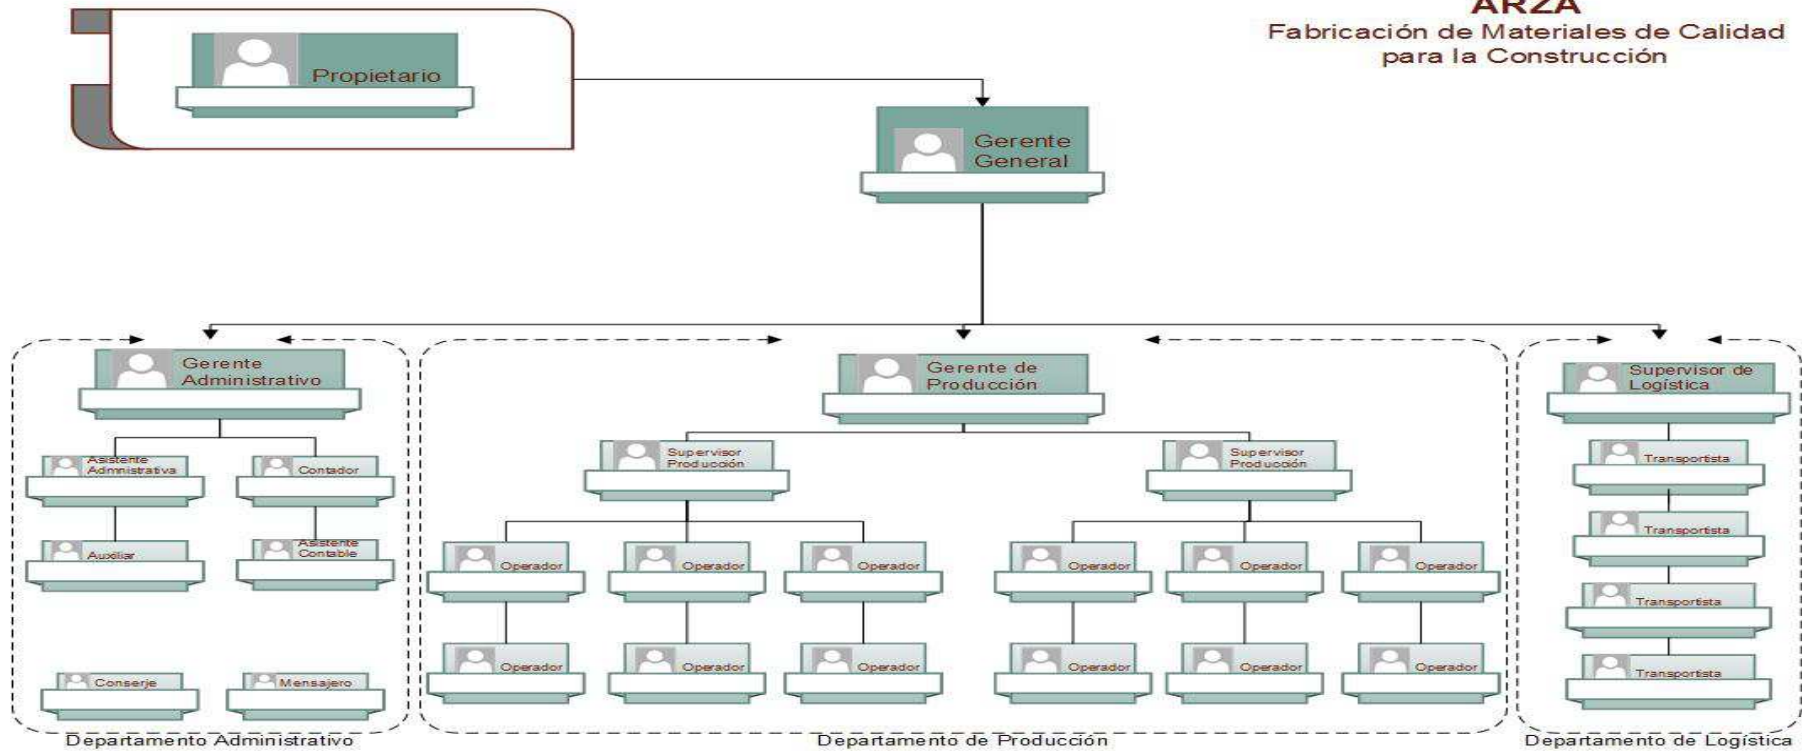 ARZA
Fabricación de Materiales de Calidad
para la Construcción
Propietario
Gerente
General
Gerente
Administrativo
Gerente de
Producción
Supervisor de
Logística
Asistente
Admnistrativa
Contador
Supervisor
Producción
Supervisor
Producción
Transportista
Transportista
Auxiliar
Asistente
Contable
Operador
Operador
Operador
Operador
Operador
Operador
Transportista
Operador
Operador
Operador
Operador
Operador
Operador
Transportista
Conserje
Mensajero
Departamento Administrativo
Departamento de Producción
Departamento de Logística